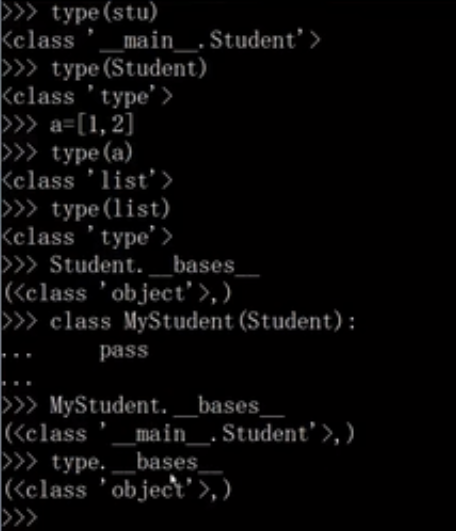 >>> type(stu)
<class '__main__.Student'>
>>> type(Student)
<class 'type'>
>>> a=[1,2]
>>> type(a)
<class 'list'>
>>> type(list)
<class 'type'>
>>> Student.__bases__
(<class 'object'>,)
>>> class MyStudent(Student):
...     pass
...
>>> MyStudent.__bases__
(<class '__main__.Student'>,)
>>> type.__bases__
(<class 'object'>,)
>>>